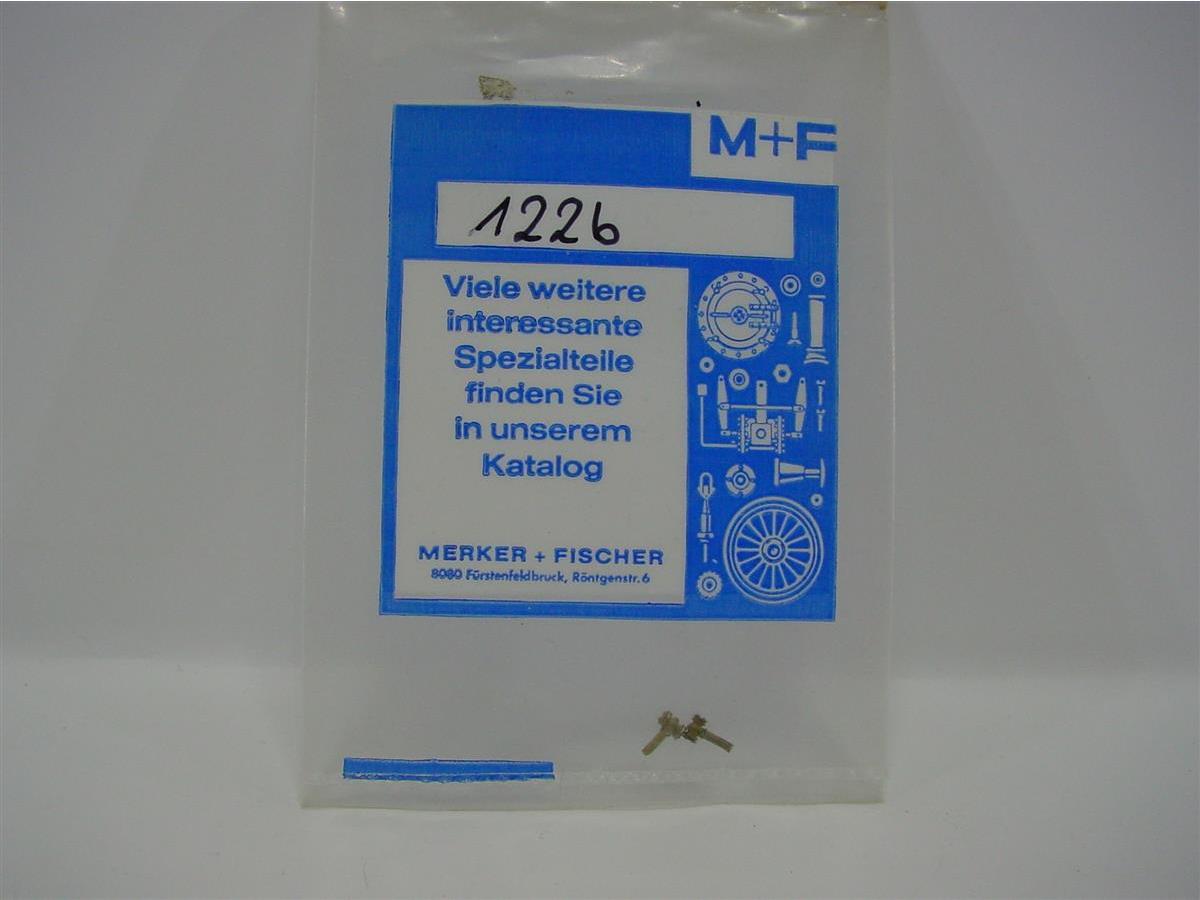 M+F
1226
Viele weitere
interessante
Spezialteile
finden Sie
in unserem
Katalog
MERKER + FISCHER
8080 Fürstenfeldbruck, Röntgenstr. 6